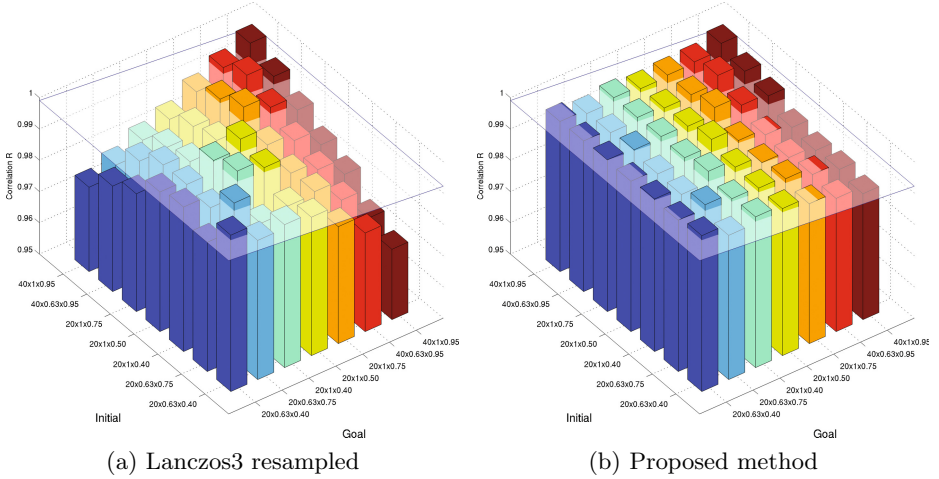 1
0.99
0.98
0.97
0.96
0.95
Correlation R
40x1x0.95
40x0.63x0.95
20x1x0.75
20x1x0.50
20x1x0.40
20x0.63x0.75
20x0.63x0.40
Initial
40x1x0.95
40x0.63x0.95
20x1x0.75
20x1x0.50
20x1x0.40
20x0.63x0.75
20x0.63x0.40
Goal
(a) Lanczos3 resampled
1
0.99
0.98
0.97
0.96
0.95
Correlation R
40x1x0.95
40x0.63x0.95
20x1x0.75
20x1x0.50
20x1x0.40
20x0.63x0.75
20x0.63x0.40
Initial
40x1x0.95
40x0.63x0.95
20x1x0.75
20x1x0.50
20x1x0.40
20x0.63x0.75
20x0.63x0.40
Goal
(b) Proposed method